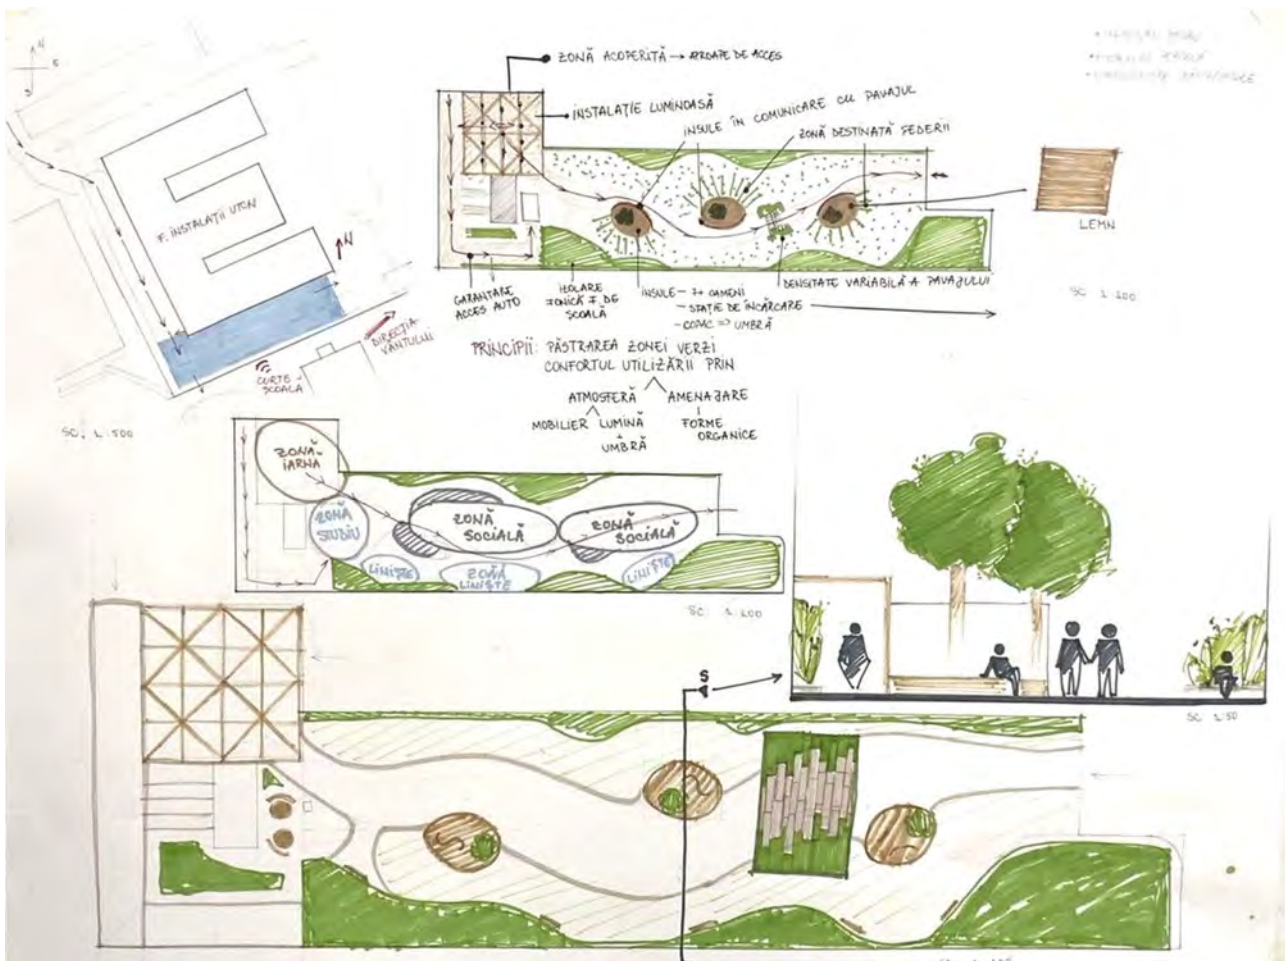 N
S
ZONĂ ACOPERITĂ → APROAPE DE ACCES
INSTALAȚIE LUMINOASĂ
INSULE ÎN COMUNICARE CU PAVAJUL
ZONĂ DESTINATĂ ȘEDERII
LEMN
SC 1:200
GARANTARE
ACCES AUTO
IZOLARE
FONICĂ F. DE
ȘCOALĂ
INSULE — 7+ OAMENI
— STAȚIE DE ÎNCĂRCARE
— COPAC => UMBRĂ
DENSITATE VARIABILĂ A PAVAJULUI
F. INSTALAȚII UTCN
N
DIRECȚIA
VÂNTULUI
CURTE
ȘCOALA
SC. 1:500
PRINCIPII: PĂSTRAREA ZONEI VERZI
CONFORTUL UTILIZĂRII PRIN
ATMOSFERĂ
AMENAJARE
MOBILIER
LUMINĂ
UMBRĂ
FORME
ORGANICE
ZONĂ
IARNA
ZONĂ
STUDIU
ZONĂ
SOCIALĂ
ZONĂ
SOCIALĂ
LINIȘTE
ZONĂ
LINIȘTE
LINIȘTE
SC 1:200
S
SC 1:50